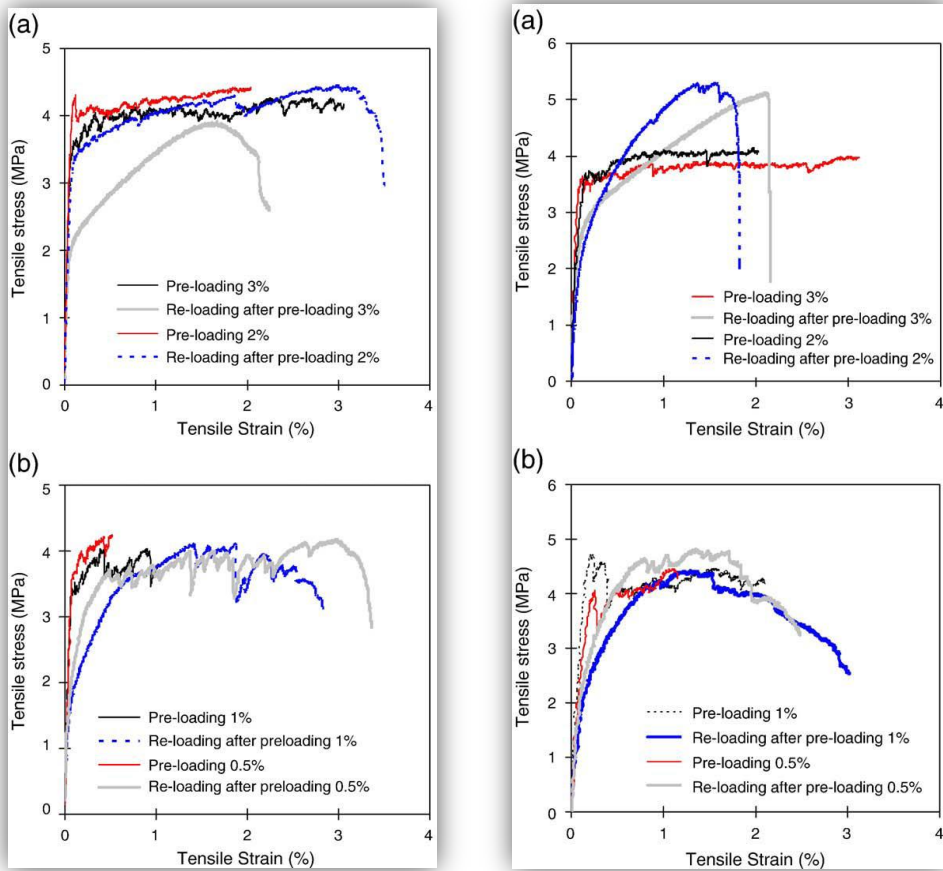 (a)
5
4
3
2
1
0
Tensile stress (MPa)
Pre-loading 3%
Re-loading after pre-loading 3%
Pre-loading 2%
Re-loading after pre-loading 2%
0 1 2 3 4
Tensile Strain (%)
(a)
6
5
4
3
2
1
0
Tensile stress (MPa)
Pre-loading 3%
Re-loading after pre-loading 3%
Pre-loading 2%
Re-loading after pre-loading 2%
0 1 2 3 4
Tensile Strain (%)
(b)
5
4
3
2
1
0
Tensile stress (MPa)
Pre-loading 1%
Re-loading after preloading 1%
Pre-loading 0.5%
Re-loading after preloading 0.5%
0 1 2 3 4
Tensile Strain (%)
(b)
6
5
4
3
2
1
0
Tensile stress (MPa)
Pre-loading 1%
Re-loading after pre-loading 1%
Pre-loading 0.5%
Re-loading after pre-loading 0.5%
0 1 2 3 4
Tensile Strain (%)